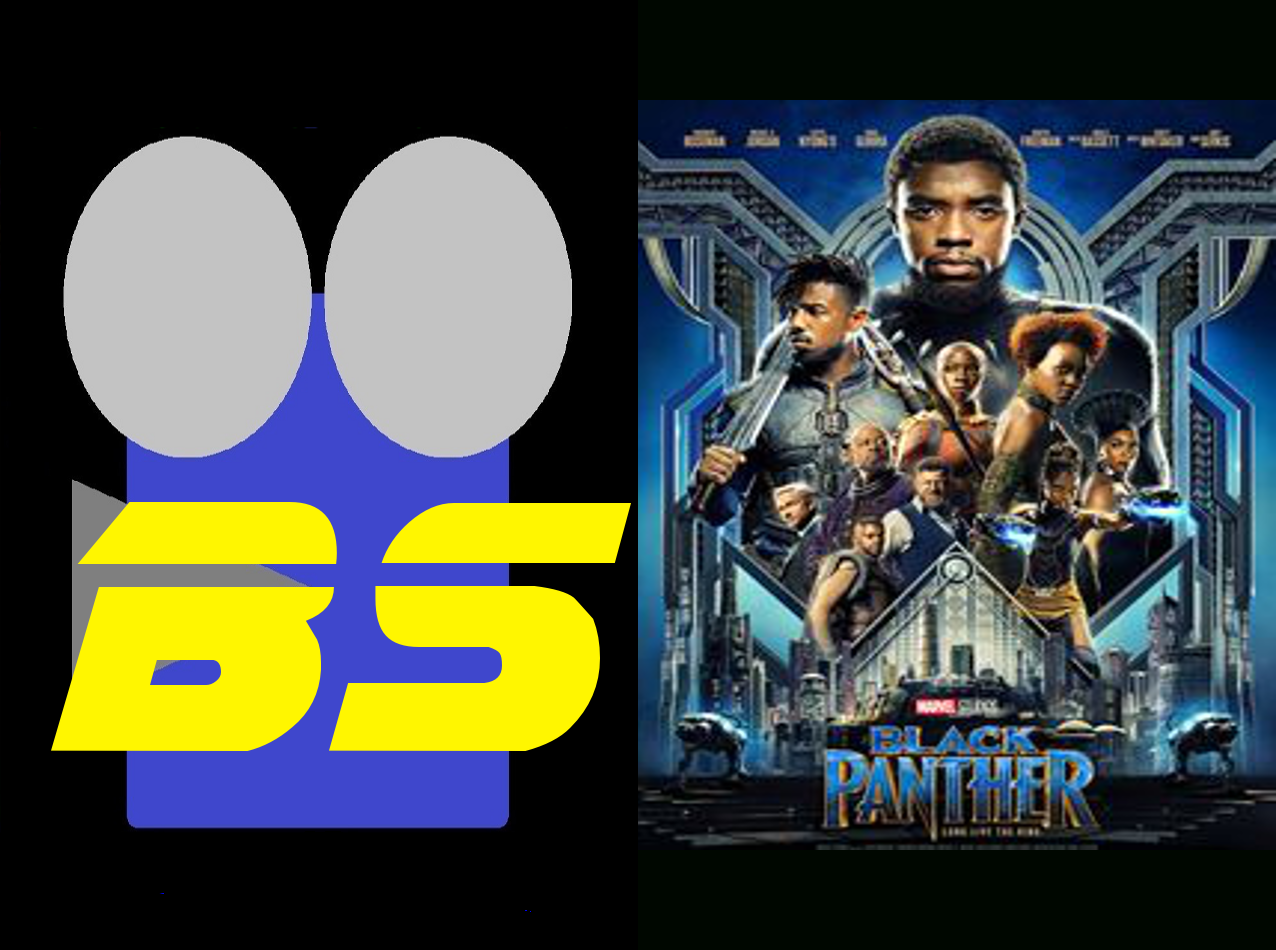 BS
BOSEMAN JORDAN NYONG'O GURIRA FREEMAN BASSETT WHITAKER SERKIS
MARVEL STUDIOS
BLACK
PANTHER
LONG LIVE THE KING